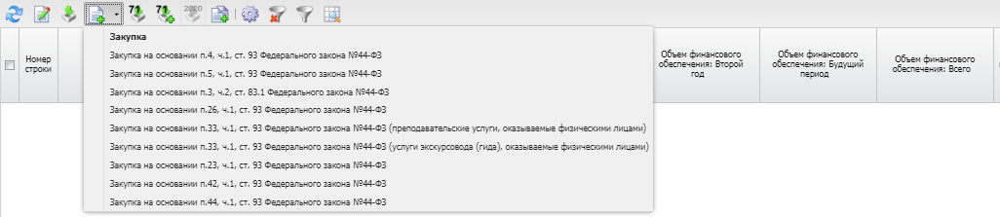 71
71
2020
Закупка
Закупка на основании п.4, ч.1, ст. 93 Федерального закона №44-ФЗ
Закупка на основании п.5, ч.1, ст. 93 Федерального закона №44-ФЗ
Закупка на основании п.3, ч.2, ст. 83.1 Федерального закона №44-ФЗ
Закупка на основании п.26, ч.1, ст. 93 Федерального закона №44-ФЗ
Закупка на основании п.33, ч.1, ст. 93 Федерального закона №44-ФЗ (преподавательские услуги, оказываемые физическими лицами)
Закупка на основании п.33, ч.1, ст. 93 Федерального закона №44-ФЗ (услуги экскурсовода (гида), оказываемые физическими лицами)
Закупка на основании п.23, ч.1, ст. 93 Федерального закона №44-ФЗ
Закупка на основании п.42, ч.1, ст. 93 Федерального закона №44-ФЗ
Закупка на основании п.44, ч.1, ст. 93 Федерального закона №44-ФЗ
Номер
строки
Объем финансового
обеспечения: Второй
год
Объем финансового
обеспечения: Будущий
период
Объем финансового
обеспечения: Всего